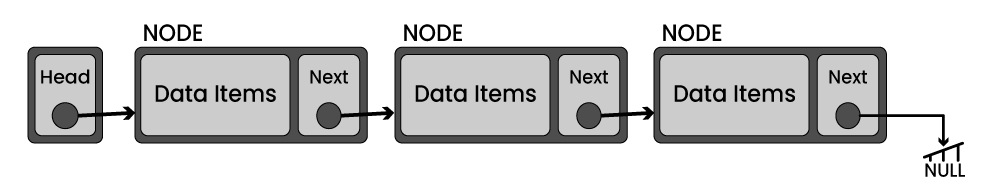 NODE
NODE
NODE
Head
Data Items
Next
Data Items
Next
Data Items
Next
NULL